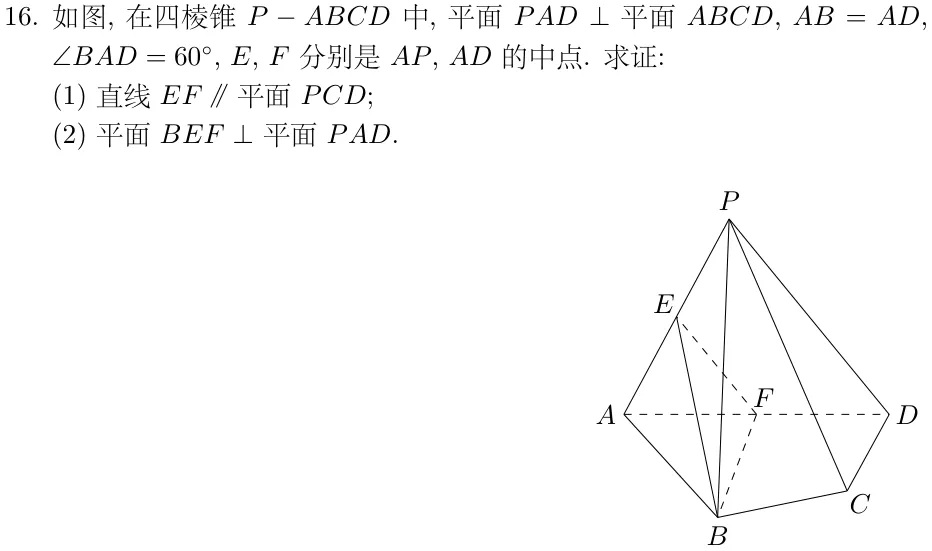 16. 如图, 在四棱锥 P − ABCD 中, 平面 PAD ⊥ 平面 ABCD, AB = AD,
∠BAD = 60°, E, F 分别是 AP, AD 的中点. 求证:
(1) 直线 EF ∥ 平面 PCD;
(2) 平面 BEF ⊥ 平面 PAD.
P
E
F
A
D
C
B